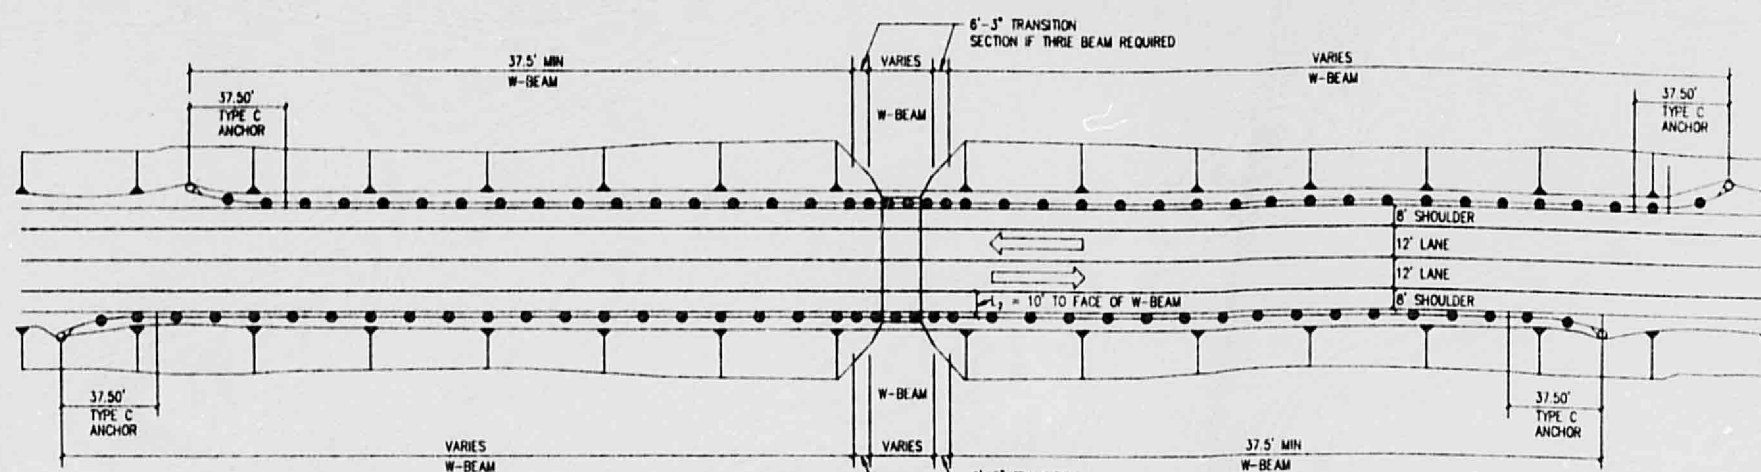 6'-3" TRANSITION
SECTION IF THRIE BEAM REQUIRED
37.5' MIN
W-BEAM
VARIES
VARIES
W-BEAM
37.50'
TYPE C
ANCHOR
W-BEAM
37.50'
TYPE C
ANCHOR
8' SHOULDER
12' LANE
12' LANE
= 10' TO FACE OF W-BEAM
8' SHOULDER
37.50'
TYPE C
ANCHOR
W-BEAM
37.50'
TYPE C
ANCHOR
VARIES
W-BEAM
VARIES
37.5' MIN
W-BEAM